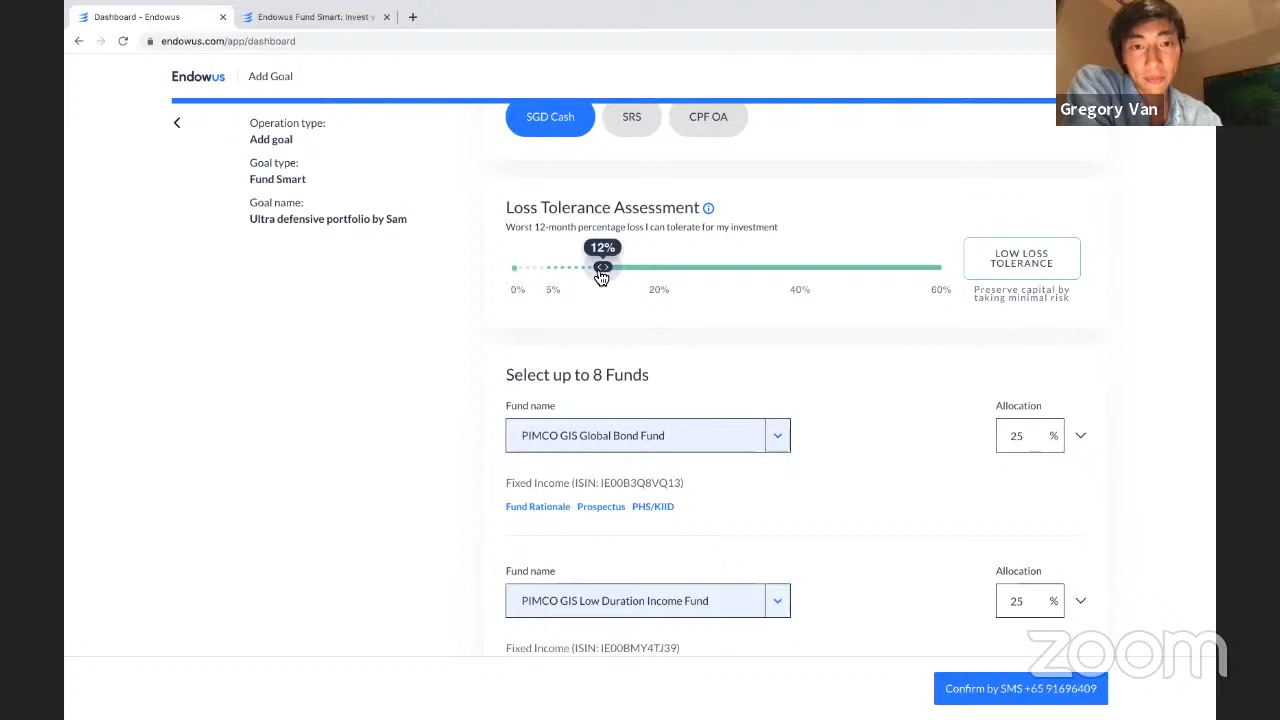 Dashboard - Endowus
Endowus Fund Smart: Invest y
endowus.com/app/dashboard
Gregory Van
Endowus
Add Goal
Operation type:
Add goal
Goal type:
Fund Smart
Goal name:
Ultra defensive portfolio by Sam
SGD Cash
SRS
CPF OA
Loss Tolerance Assessment
Worst 12-month percentage loss I can tolerate for my investment
12%
0%
5%
20%
40%
60%
LOW LOSS
TOLERANCE
Preserve capital by
taking minimal risk
Select up to 8 Funds
Fund name
Allocation
PIMCO GIS Global Bond Fund
25 %
Fixed Income (ISIN: IE00B3Q8VQ13)
Fund Rationale Prospectus PHS/KIID
Fund name
Allocation
PIMCO GIS Low Duration Income Fund
25 %
Fixed Income (ISIN: IE00BMY4TJ39)
zoom
Confirm by SMS +65 91696409